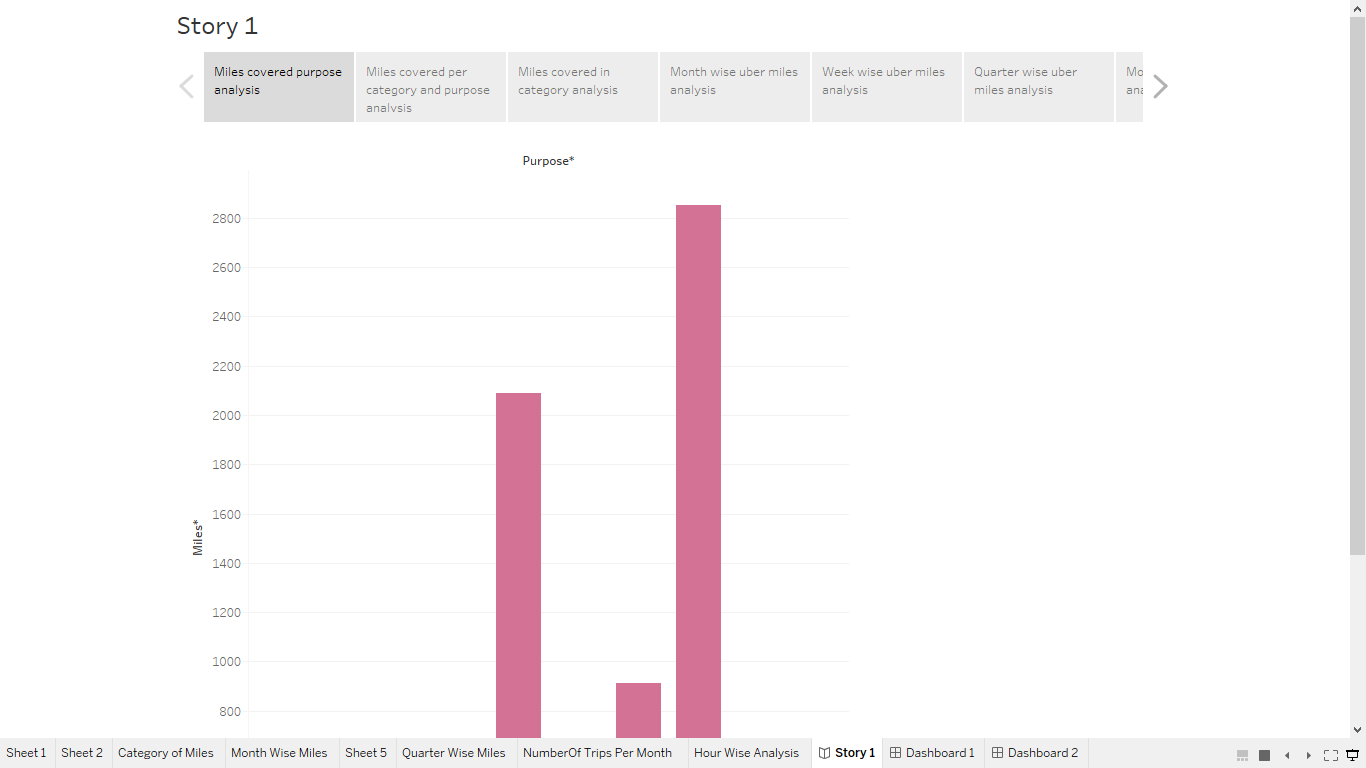 Story 1
Miles covered purpose
analysis
Miles covered per
category and purpose
analysis
Miles covered in
category analysis
Month wise uber miles
analysis
Week wise uber miles
analysis
Quarter wise uber
miles analysis
Mo
ana
Purpose*
2800
2600
2400
2200
2000
1800
1600
1400
1200
1000
800
Miles*
Sheet 1
Sheet 2
Category of Miles
Month Wise Miles
Sheet 5
Quarter Wise Miles
NumberOf Trips Per Month
Hour Wise Analysis
Story 1
Dashboard 1
Dashboard 2